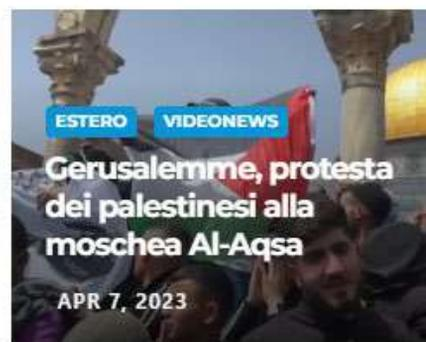 ESTERO VIDEONEWS
Gerusalemme, protesta
dei palestinesi alla
moschea Al-Aqsa
APR 7, 2023